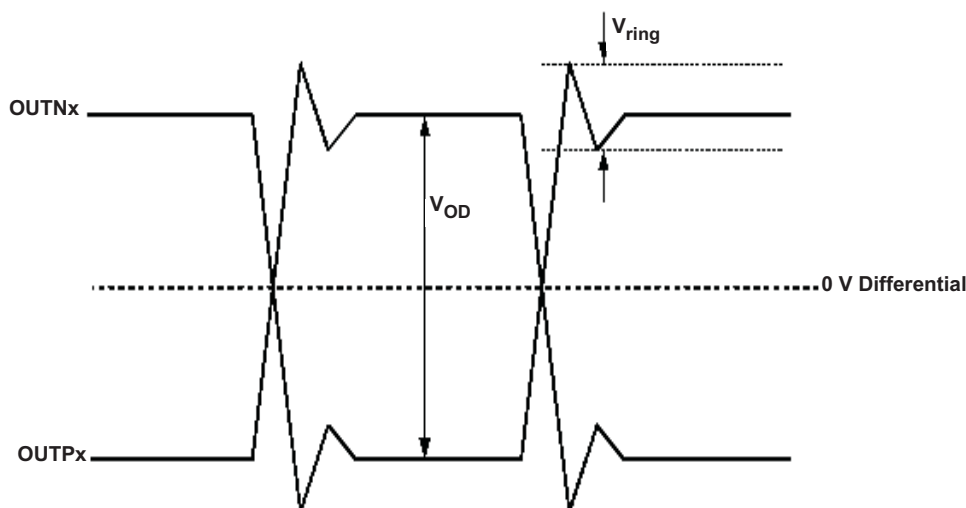 Vring
OUTNx
VOD
0 V Differential
OUTPx